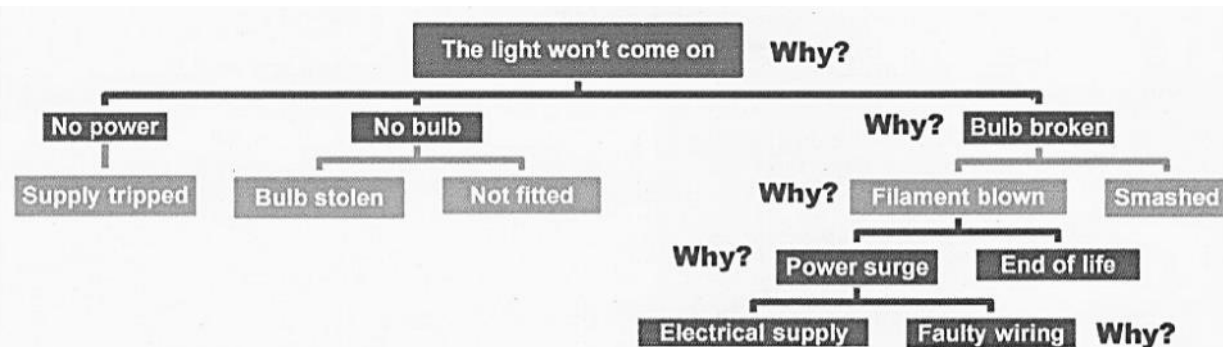 The light won't come on Why?
No power No bulb Why? Bulb broken
Supply tripped Bulb stolen Not fitted Why? Filament blown Smashed
Why? Power surge End of life
Electrical supply Faulty wiring Why?